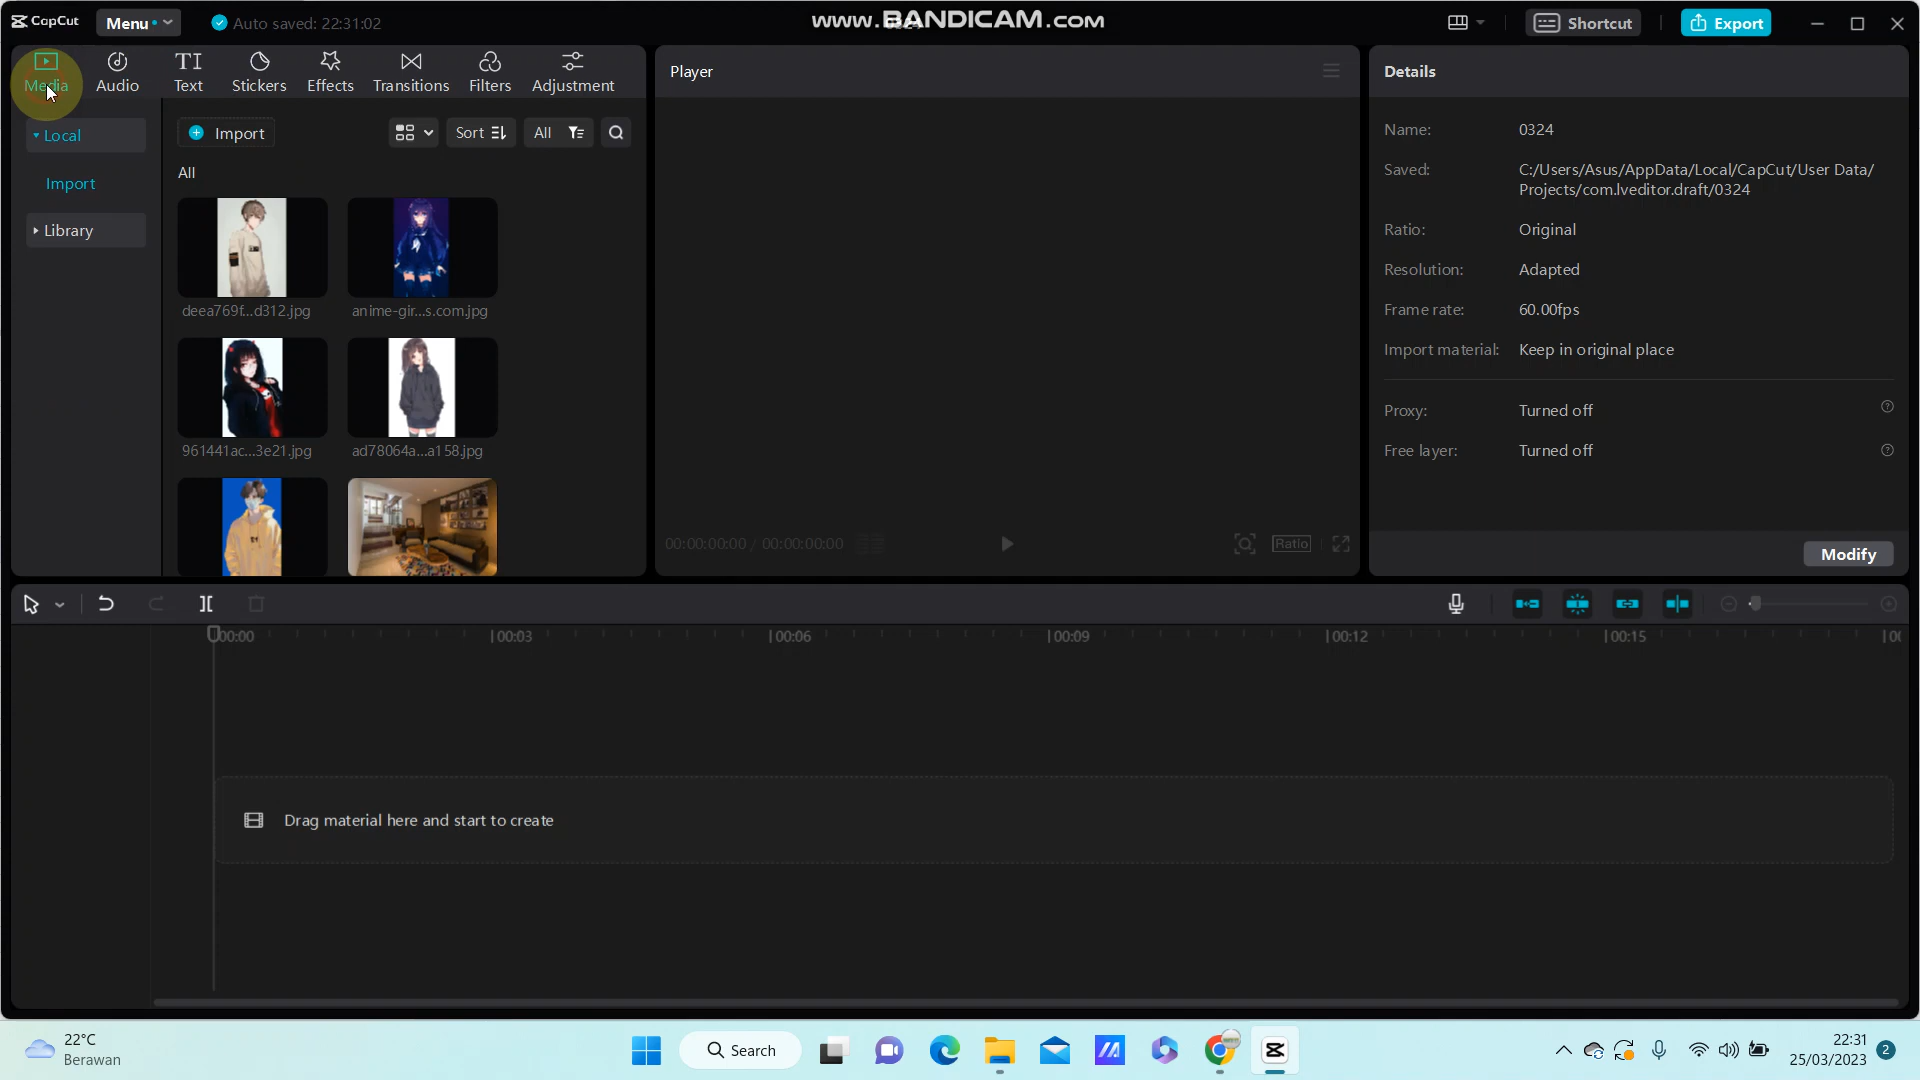 CapCut
Menu
Auto saved: 22:31:02
www.BANDICAM.com
Shortcut
Export
Media
Audio
Text
Stickers
Effects
Transitions
Filters
Adjustment
Player
Details
Local
Import
Library
Import
Sort
All
All
deea769f...d312.jpg
anime-gir...s.com.jpg
961441ac...3e21.jpg
ad78064a...a158.jpg
00:00:00:00 / 00:00:00:00
Ratio
Name: 0324
Saved: C:/Users/Asus/AppData/Local/CapCut/User Data/
Projects/com.lveditor.draft/0324
Ratio: Original
Resolution: Adapted
Frame rate: 60.00fps
Import material: Keep in original place
Proxy: Turned off
Free layer: Turned off
Modify
00:00
00:03
00:06
00:09
00:12
00:15
Drag material here and start to create
22°C
Berawan
Search
22:31
25/03/2023
2